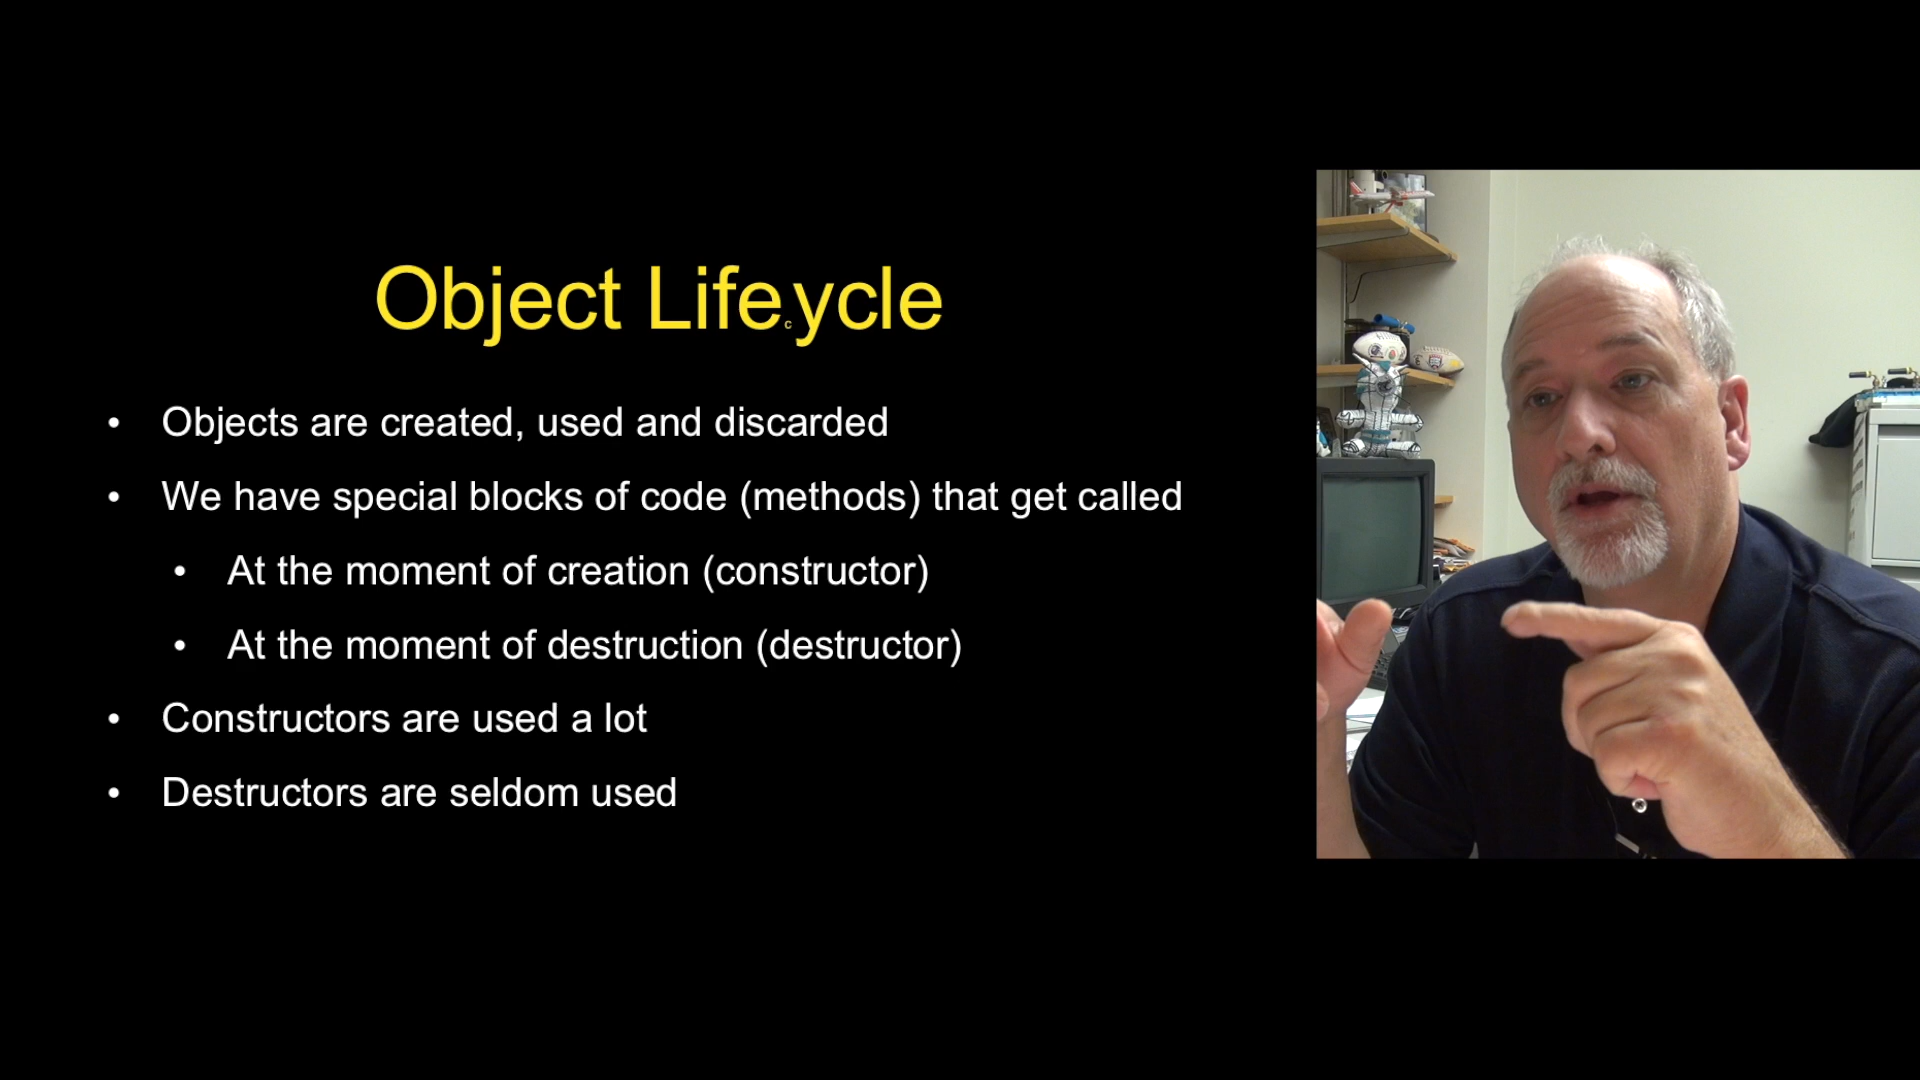 Object Lifecycle
• Objects are created, used and discarded
• We have special blocks of code (methods) that get called
• At the moment of creation (constructor)
• At the moment of destruction (destructor)
• Constructors are used a lot
• Destructors are seldom used